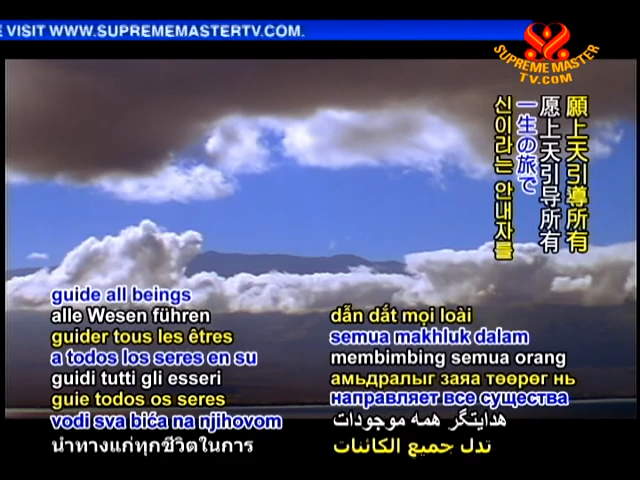 E VISIT WWW.SUPREMEMASTERTV.COM.
SUPREME MASTER
TV.COM
願上天引導所有
愿上天引导所有
一生の旅で
신이라는 안내자를
guide all beings
alle Wesen führen
guider tous les êtres
a todos los seres en su
guidi tutti gli esseri
guie todos os seres
vodi sva bića na njihovom
นำทางแก่ทุกชีวิตในการ
dẫn dắt mọi loài
semua makhluk dalam
membimbing semua orang
амьдралыг заяа төөрөг нь
направляет все существа
هدایتگر همه موجودات
تدل جميع الكائنات